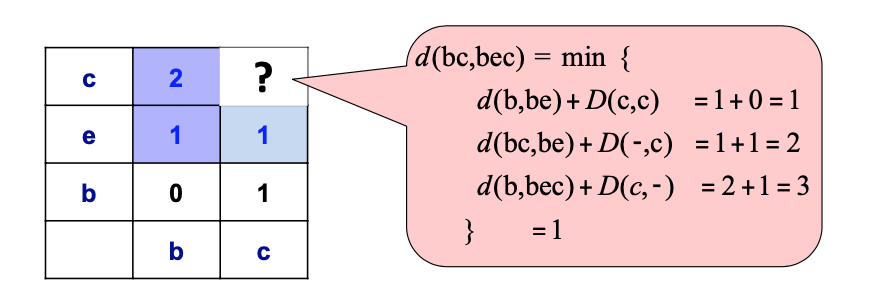 c 2 ?
e 1 1
b 0 1
b c
d(bc,bec) = min {
d(b,be)+D(c,c) =1+0=1
d(bc,be)+D(-,c) =1+1=2
d(b,bec)+D(c,-) =2+1=3
} =1